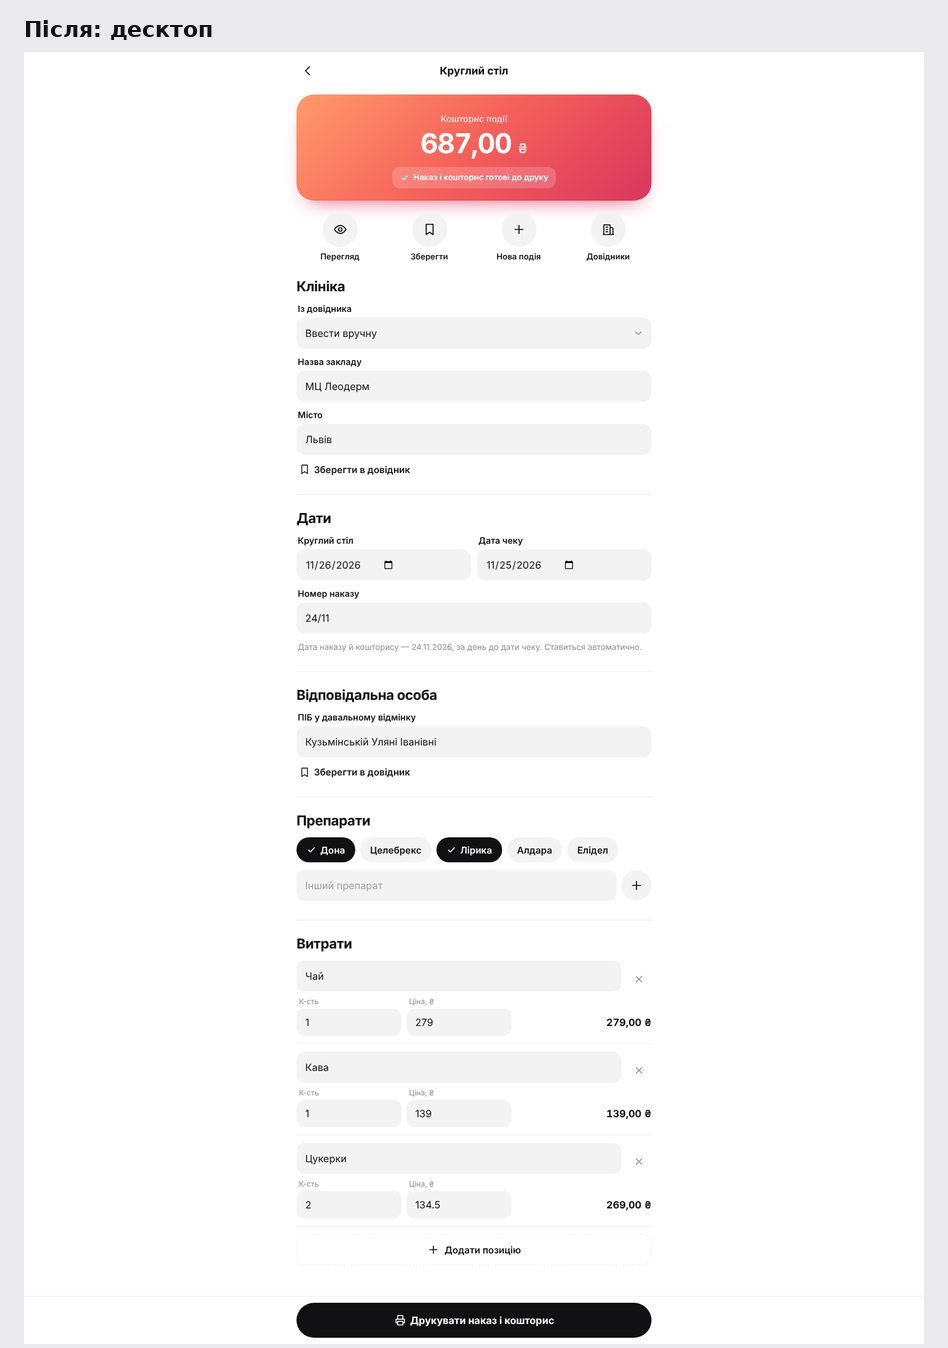 Після: десктоп
Круглий стіл
Кошторис події
687,00 ₴
Наказ і кошторис готові до друку
Перегляд Зберегти Нова подія Довідники
Клініка
Із довідника
Ввести вручну
Назва закладу
МЦ Леодерм
Місто
Львів
Зберегти в довідник
Дати
Круглий стіл Дата чеку
11/26/2026 11/25/2026
Номер наказу
24/11
Дата наказу й кошторису — 24.11.2026, за день до дати чеку. Ставиться автоматично.
Відповідальна особа
ПІБ у давальному відмінку
Кузьмінській Уляні Іванівні
Зберегти в довідник
Препарати
Дона Целебрекс Лірика Алдара Елідел
Інший препарат
Витрати
Чай
К-сть Ціна, ₴
1 279 279,00 ₴
Кава
К-сть Ціна, ₴
1 139 139,00 ₴
Цукерки
К-сть Ціна, ₴
2 134.5 269,00 ₴
Додати позицію
Друкувати наказ і кошторис